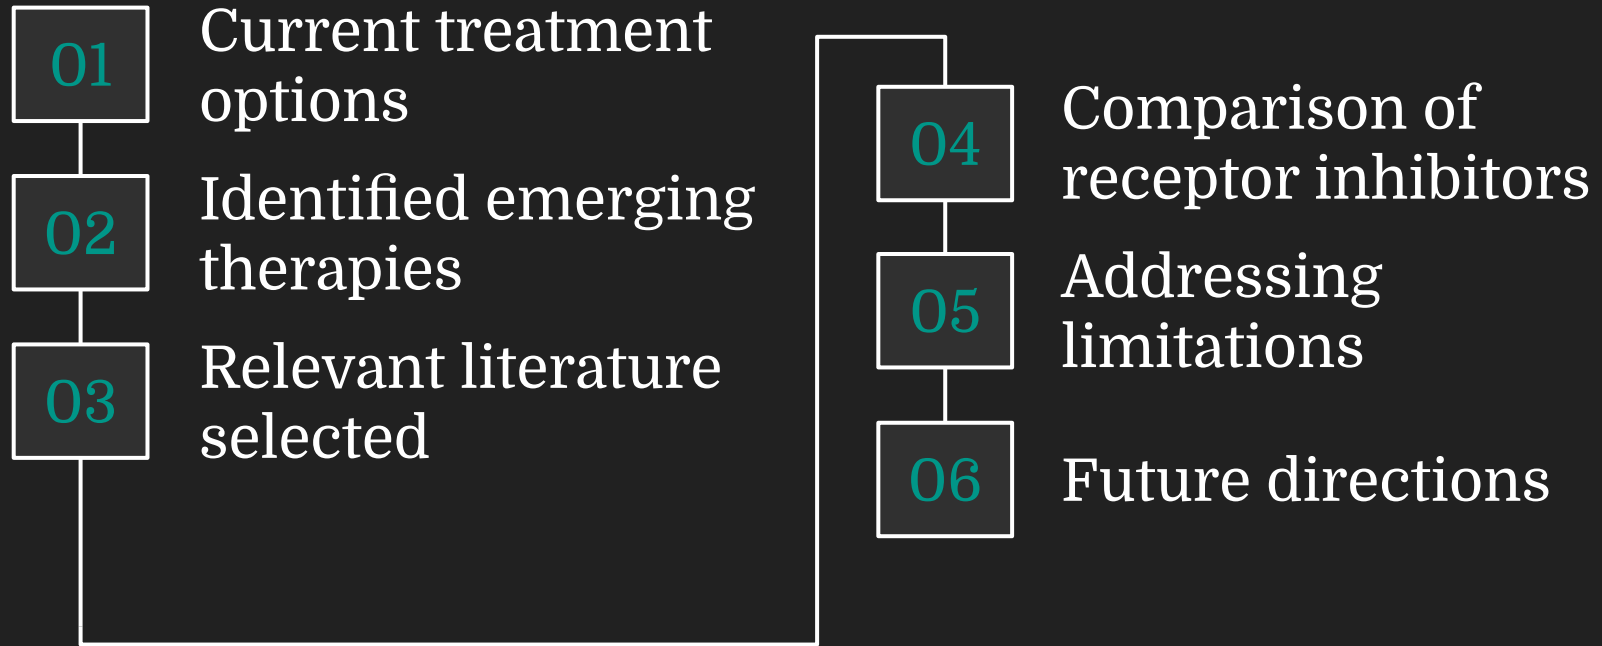 01
Current treatment
options
02
Identified emerging
therapies
03
Relevant literature
selected
04
Comparison of
receptor inhibitors
05
Addressing
limitations
06
Future directions